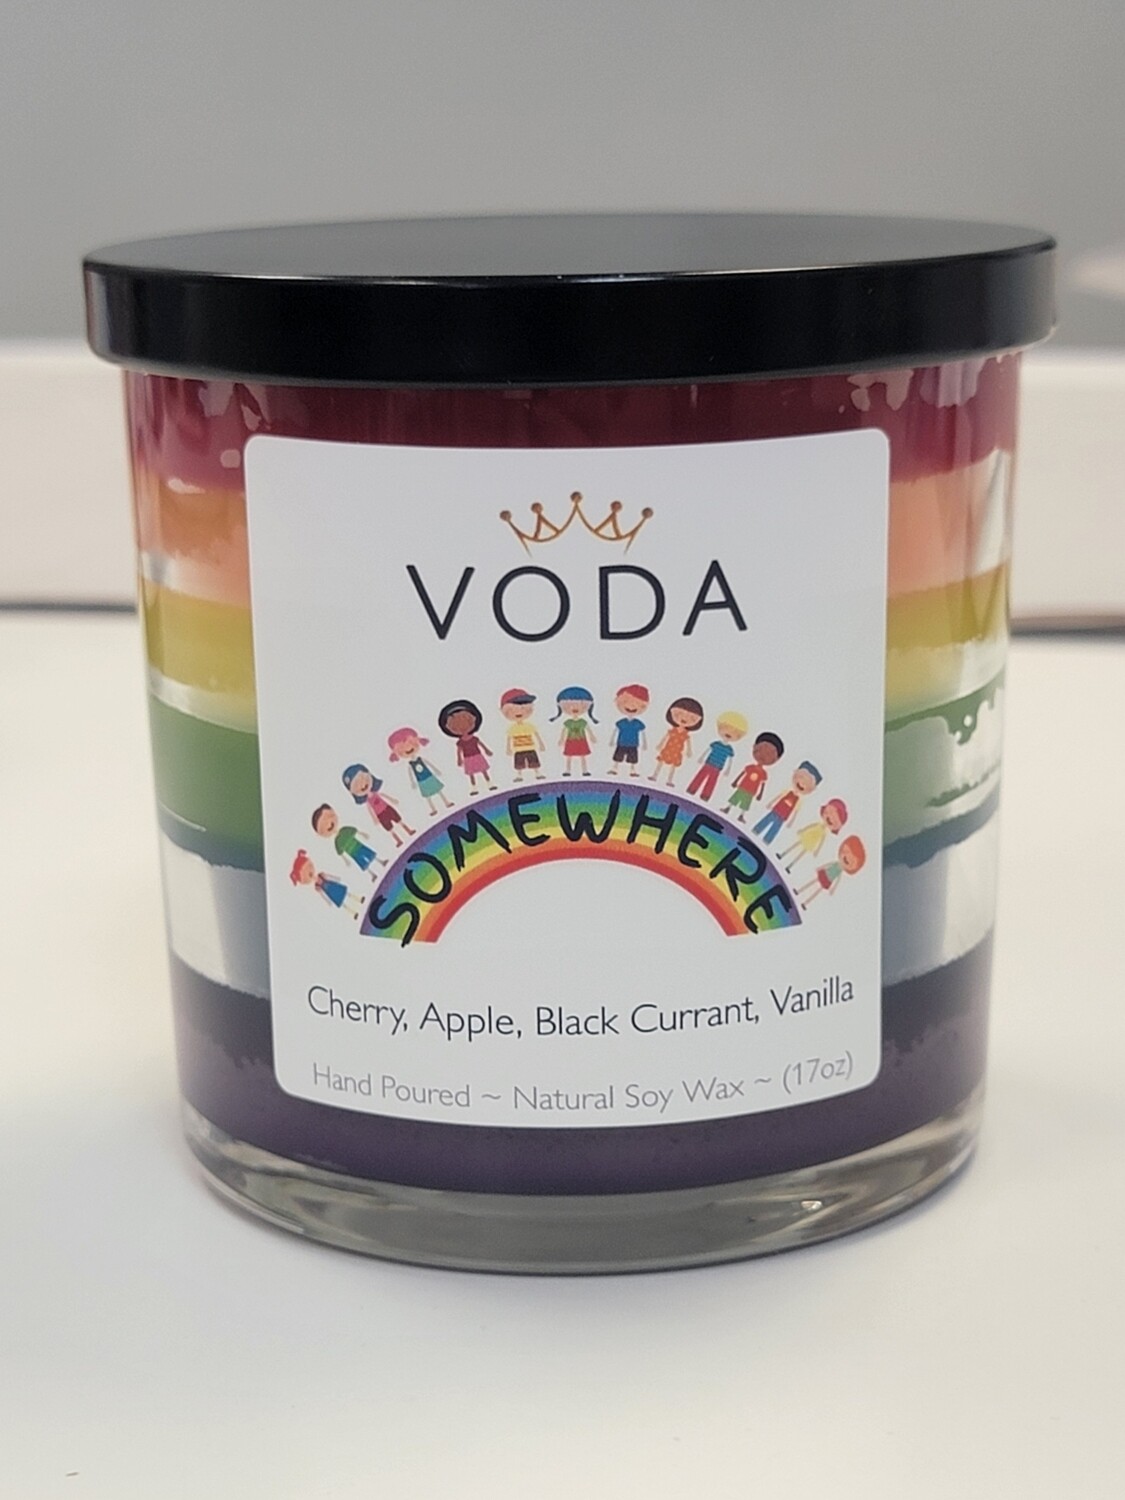 VODA
SOMEWHERE
Cherry, Apple, Black Currant, Vanilla
Hand Poured ~ Natural Soy Wax ~ (17oz)